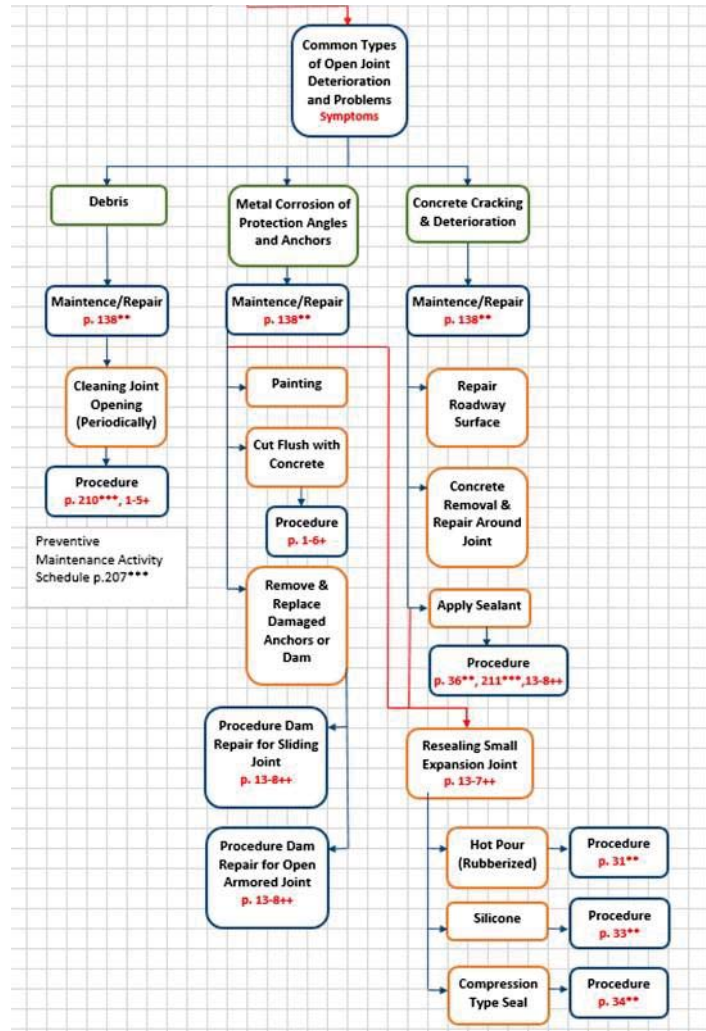 Common Types
of Open Joint
Deterioration
and Problems
Symptoms
Debris
Metal Corrosion of
Protection Angles
and Anchors
Concrete Cracking
& Deterioration
Maintence/Repair
p. 138**
Maintence/Repair
p. 138**
Maintence/Repair
p. 138**
Cleaning Joint
Opening
(Periodically)
Procedure
p. 210***, 1-5+
Preventive
Maintenance Activity
Schedule p.207***
Painting
Cut Flush with
Concrete
Procedure
p. 1-6+
Remove &
Replace
Damaged
Anchors or
Dam
Procedure Dam
Repair for Sliding
Joint
p. 13-8++
Procedure Dam
Repair for Open
Armored Joint
p. 13-8++
Repair
Roadway
Surface
Concrete
Removal &
Repair Around
Joint
Apply Sealant
Procedure
p. 36**, 211***,13-8++
Resealing Small
Expansion Joint
p. 13-7++
Hot Pour
(Rubberized)
Procedure
p. 31**
Silicone
Procedure
p. 33**
Compression
Type Seal
Procedure
p. 34**